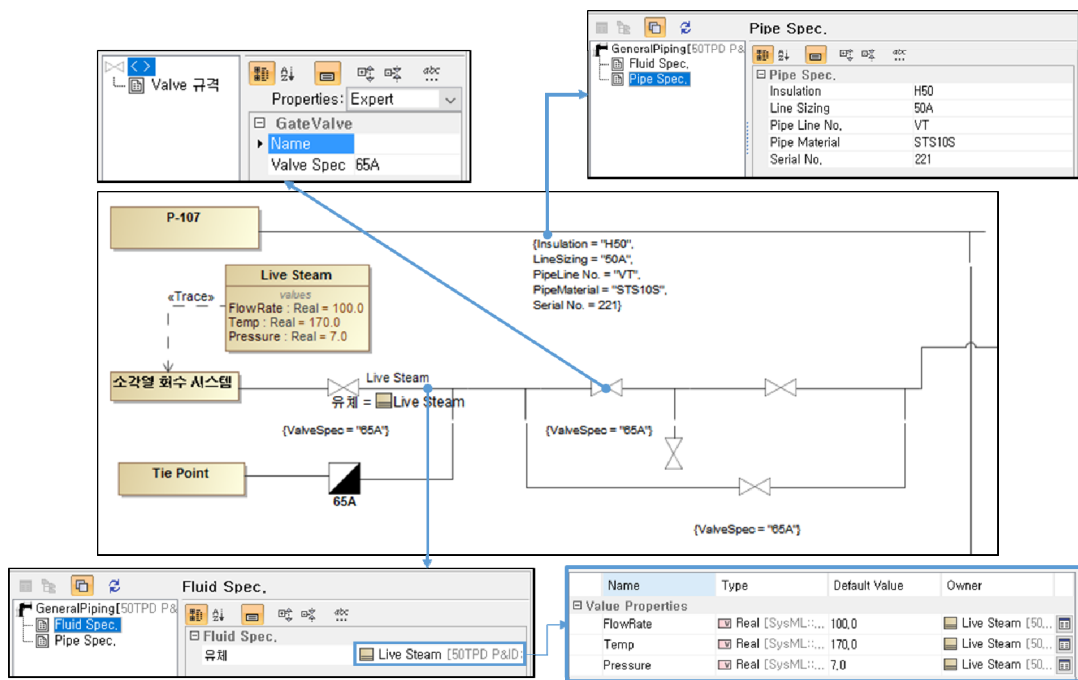 Valve 규격
Properties: Expert
GateValve
Name
Valve Spec 65A
Pipe Spec.
GeneralPiping[50TPD P&
Fluid Spec.
Pipe Spec.
Pipe Spec.
Insulation H50
Line Sizing 50A
Pipe Line No. VT
Pipe Material STS10S
Serial No. 221
P-107
{Insulation = "H50",
LineSizing = "50A",
PipeLine No. = "VT",
PipeMaterial = "STS10S",
Serial No. = 221}
Live Steam
values
FlowRate : Real = 100.0
Temp : Real = 170.0
Pressure : Real = 7.0
«Trace»
소각열 회수 시스템
Live Steam
유체 = Live Steam
{ValveSpec = "65A"}
{ValveSpec = "65A"}
Tie Point
65A
{ValveSpec = "65A"}
Fluid Spec.
GeneralPiping[50TPD P&
Fluid Spec.
Pipe Spec.
Fluid Spec.
유체 Live Steam [50TPD P&ID:
Name Type Default Value Owner
Value Properties
FlowRate Real [SysML::... 100.0 Live Steam [50...
Temp Real [SysML::... 170.0 Live Steam [50...
Pressure Real [SysML::... 7.0 Live Steam [50...